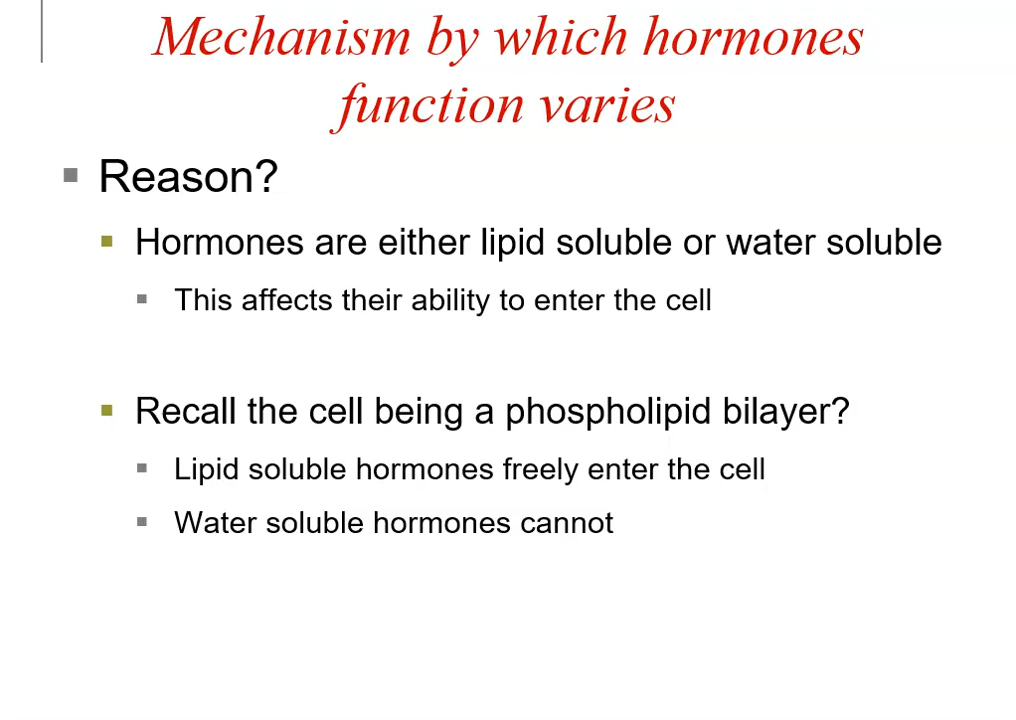 Mechanism by which hormones
function varies
Reason?
Hormones are either lipid soluble or water soluble
This affects their ability to enter the cell
Recall the cell being a phospholipid bilayer?
Lipid soluble hormones freely enter the cell
Water soluble hormones cannot